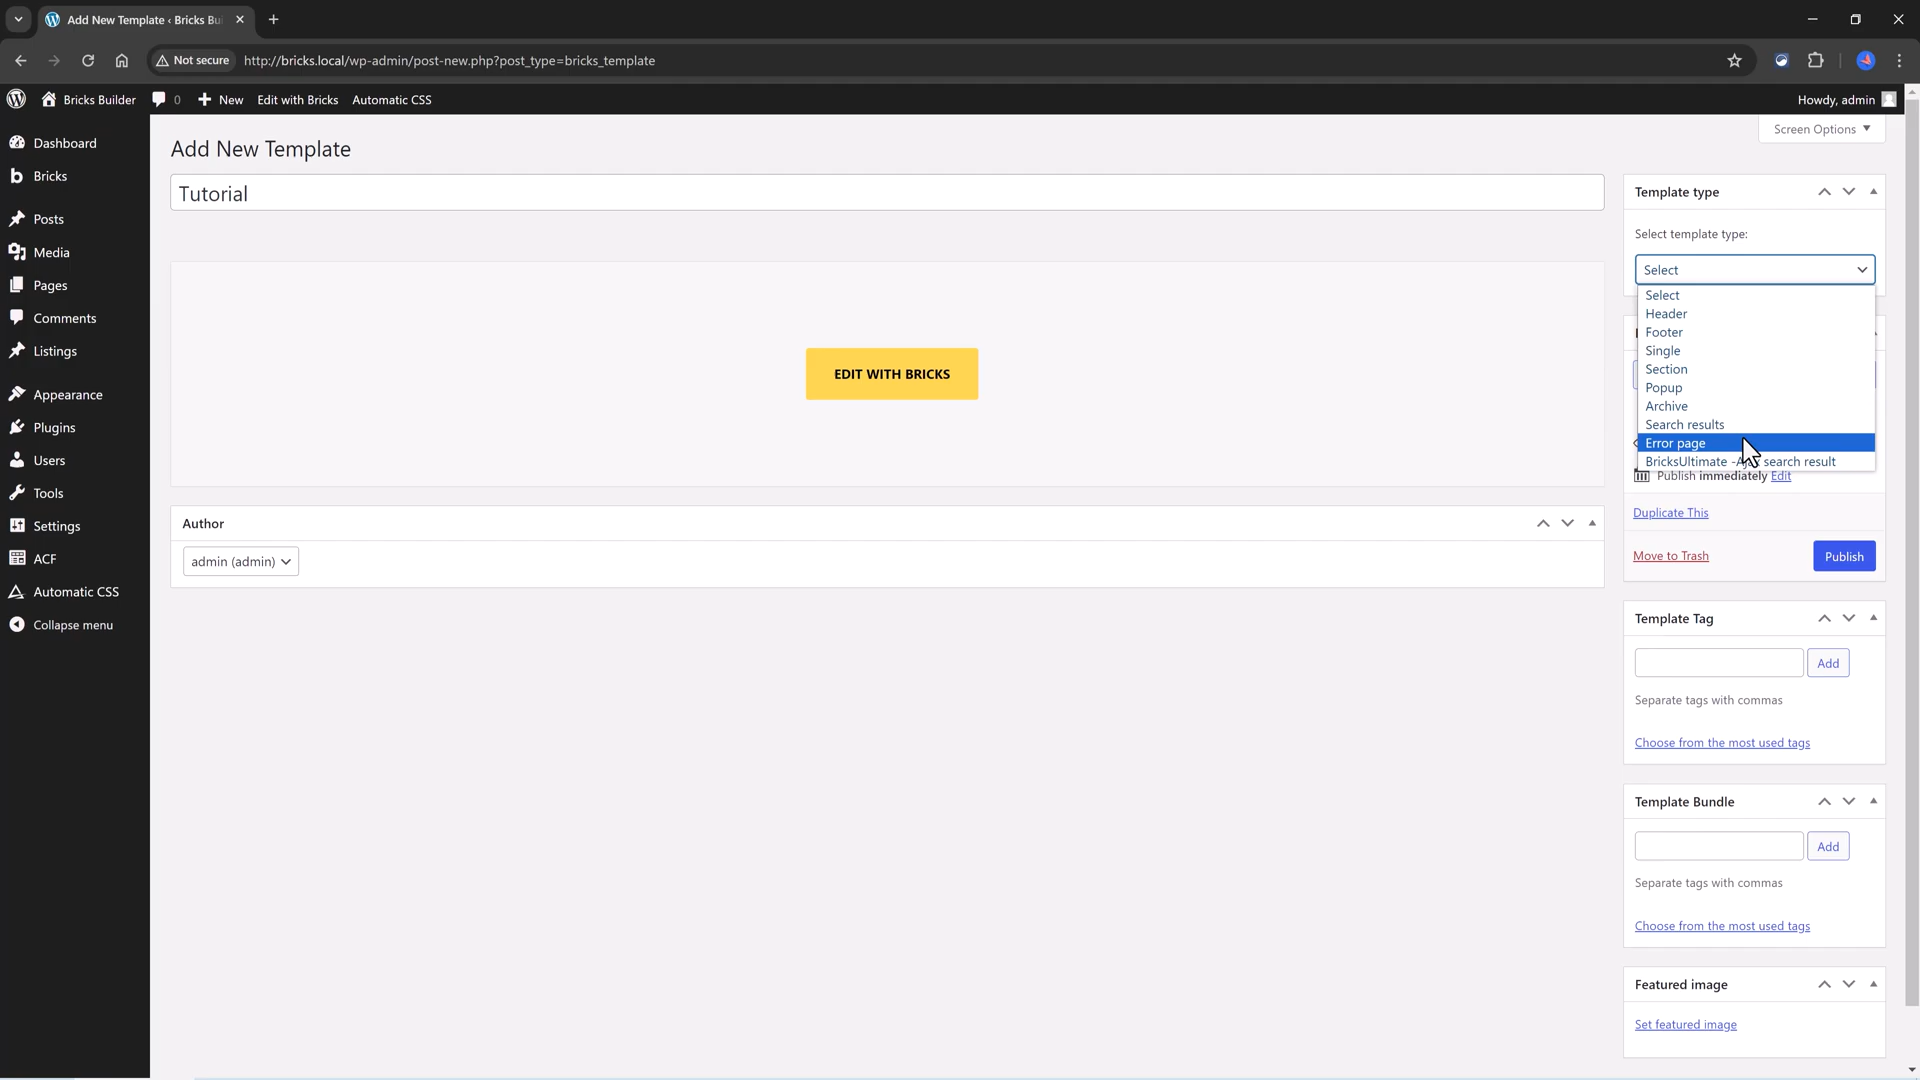 Add New Template ‹ Bricks Bui
Not secure
http://bricks.local/wp-admin/post-new.php?post_type=bricks_template
Bricks Builder
0
New
Edit with Bricks
Automatic CSS
Howdy, admin
Screen Options
Dashboard
Bricks
Posts
Media
Pages
Comments
Listings
Appearance
Plugins
Users
Tools
Settings
ACF
Automatic CSS
Collapse menu
Add New Template
Tutorial
EDIT WITH BRICKS
Author
admin (admin)
Template type
Select template type:
Select
Select
Header
Footer
Single
Section
Popup
Archive
Search results
Error page
BricksUltimate - search result
Publish immediately Edit
Duplicate This
Move to Trash
Publish
Template Tag
Add
Separate tags with commas
Choose from the most used tags
Template Bundle
Add
Separate tags with commas
Choose from the most used tags
Featured image
Set featured image